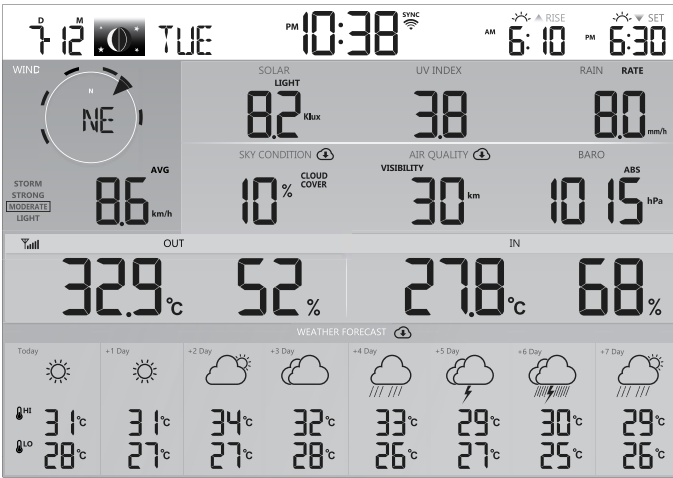 D M
7-12 TUE PM 10:38 SYNC AM 6:10 RISE PM 6:30 SET
WIND
N
NE
STORM
STRONG
MODERATE
LIGHT
AVG
8.6 km/h
SOLAR
LIGHT
8.2 Klux
UV INDEX
3.8
RAIN RATE
8.0 mm/h
SKY CONDITION
10 % CLOUD
COVER
AIR QUALITY
VISIBILITY
30 km
BARO
ABS
1015 hPa
OUT
32.9 °C 52 %
IN
27.8 °C 68 %
WEATHER FORECAST
Today +1 Day +2 Day +3 Day +4 Day +5 Day +6 Day +7 Day
HI 31°C 31°C 34°C 32°C 33°C 29°C 30°C 29°C
LO 28°C 27°C 27°C 28°C 26°C 27°C 25°C 26°C